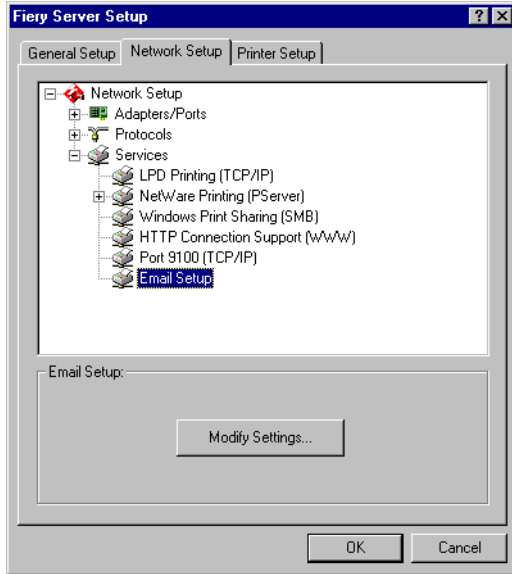 Fiery Server Setup
General Setup Network Setup Printer Setup
Network Setup
Adapters/Ports
Protocols
Services
LPD Printing (TCP/IP)
NetWare Printing (PServer)
Windows Print Sharing (SMB)
HTTP Connection Support (WWW)
Port 9100 (TCP/IP)
Email Setup
Email Setup:
Modify Settings...
OK Cancel